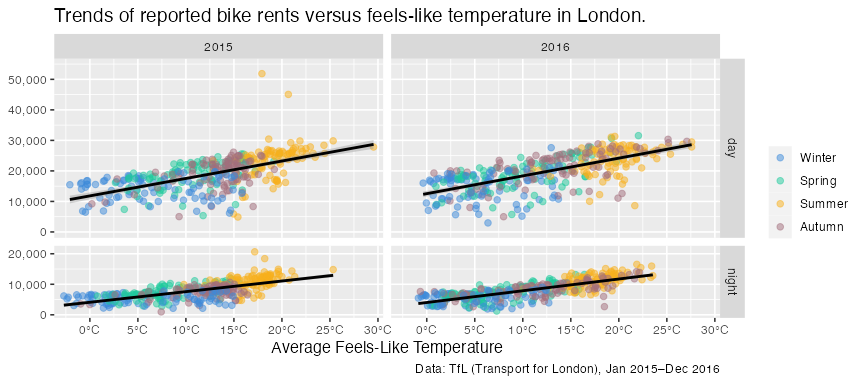 Trends of reported bike rents versus feels-like temperature in London.
2015
2016
50,000
40,000
30,000
20,000
10,000
0
day
20,000
10,000
0
night
0°C 5°C 10°C 15°C 20°C 25°C 30°C
0°C 5°C 10°C 15°C 20°C 25°C 30°C
Average Feels-Like Temperature
Winter
Spring
Summer
Autumn
Data: TfL (Transport for London), Jan 2015–Dec 2016